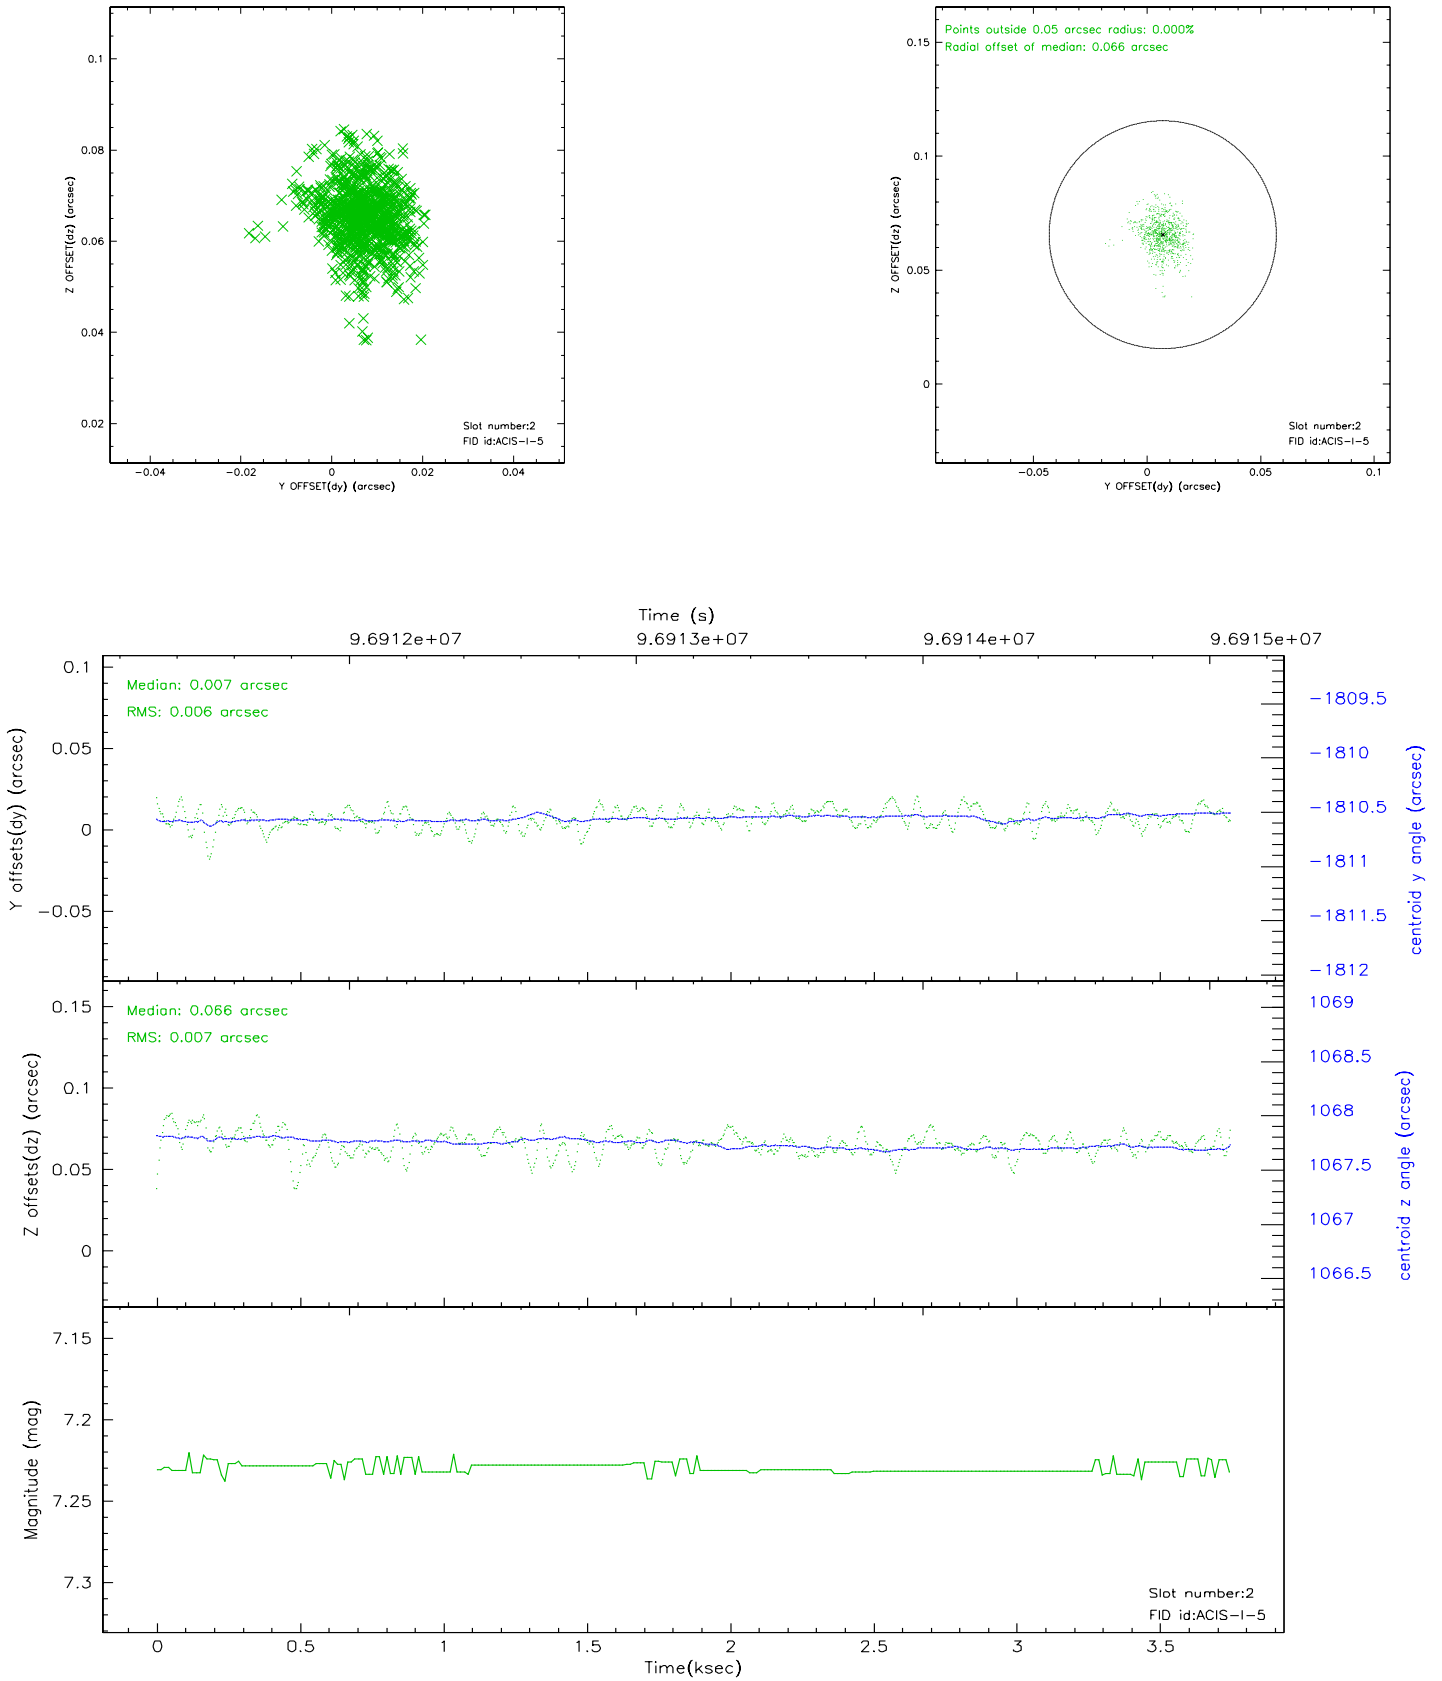 0.1
0.08
0.06
0.04
0.02
Z OFFSET(dz) (arcsec)
Slot number:2
FID id:ACIS-I-5
-0.04
-0.02
0
0.02
0.04
Y OFFSET(dy) (arcsec)
Points outside 0.05 arcsec radius: 0.000%
Radial offset of median: 0.066 arcsec
0.15
0.1
0.05
0
Z OFFSET(dz) (arcsec)
Slot number:2
FID id:ACIS-I-5
-0.05
0
0.05
0.1
Y OFFSET(dy) (arcsec)
Time (s)
9.6912e+07
9.6913e+07
9.6914e+07
9.6915e+07
Median: 0.007 arcsec
RMS: 0.006 arcsec
0.1
0.05
0
-0.05
Y offsets(dy) (arcsec)
-1809.5
-1810
-1810.5
-1811
-1811.5
-1812
centroid y angle (arcsec)
Median: 0.066 arcsec
RMS: 0.007 arcsec
0.15
0.1
0.05
0
Z offsets(dz) (arcsec)
1069
1068.5
1068
1067.5
1067
1066.5
centroid z angle (arcsec)
7.15
7.2
7.25
7.3
Magnitude (mag)
Slot number:2
FID id:ACIS-I-5
0
0.5
1
1.5
2
2.5
3
3.5
Time(ksec)